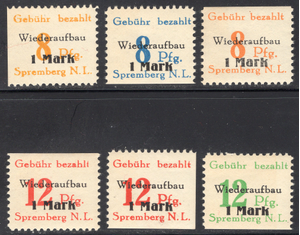 Gebühr bezahlt
8 Pfg.
Wiederaufbau
1 Mark
Spremberg N.L.
Gebühr bezahlt
8 Pfg.
Wiederaufbau
1 Mark
Spremberg N.L.
Gebühr bezahlt
8 Pfg.
Wiederaufbau
1 Mark
Spremberg N.L.
Gebühr bezahlt
12 Pfg.
Wiederaufbau
1 Mark
Spremberg N.L.
Gebühr bezahlt
12 Pfg.
Wiederaufbau
1 Mark
Spremberg N.L.
Gebühr bezahlt
12 Pfg.
Wiederaufbau
1 Mark
Spremberg N.L.